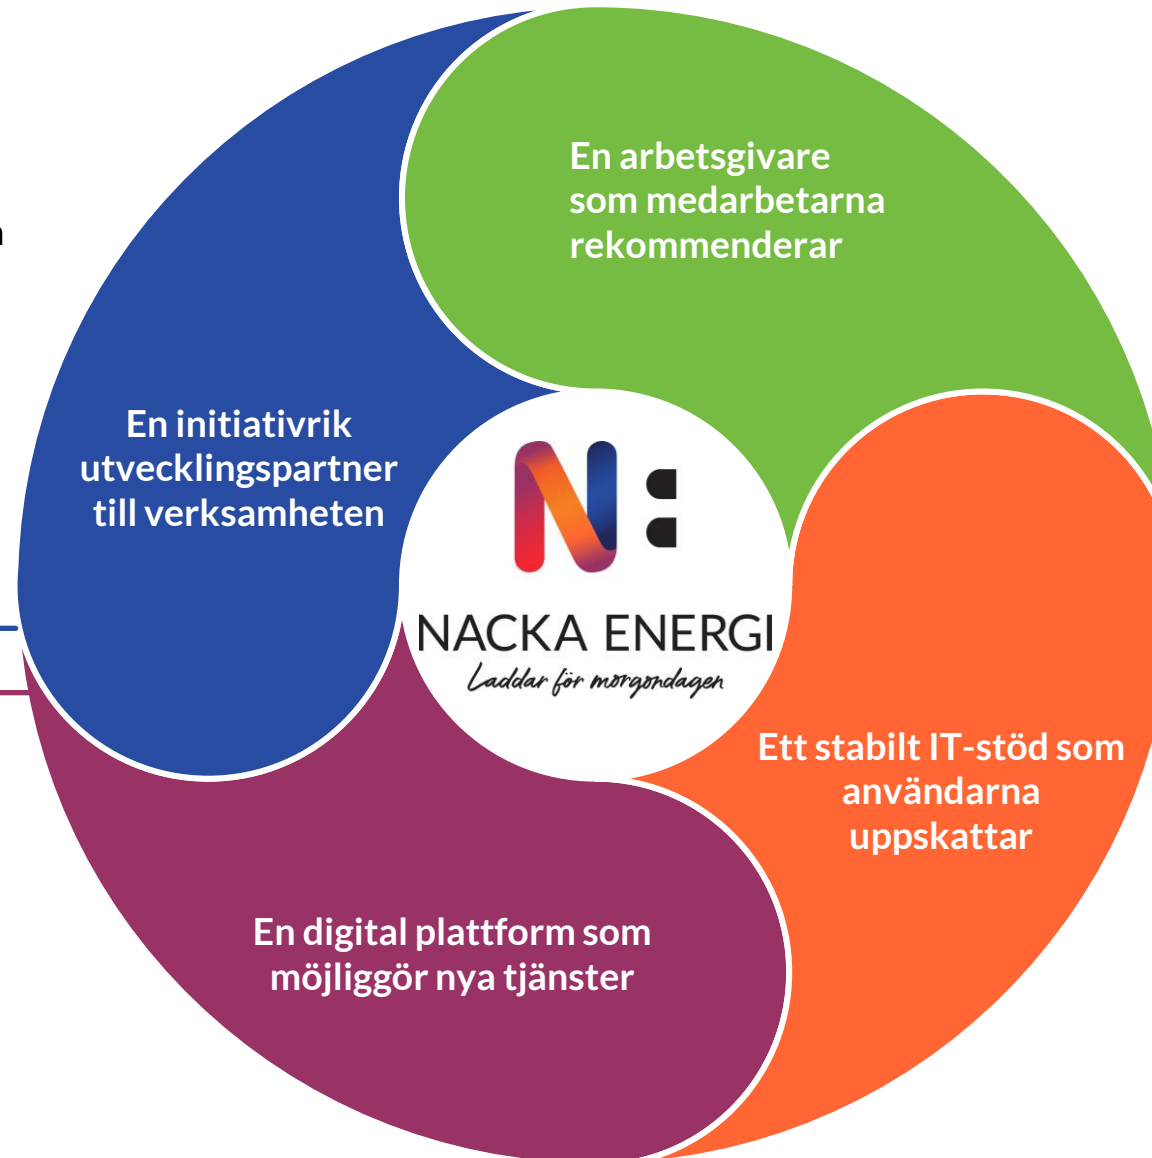 En arbetsgivare
som medarbetarna
rekommenderar
En initiativrik
utvecklingspartner
till verksamheten
N:
NACKA ENERGI
Laddar för morgondagen
Ett stabilt IT-stöd som
användarna
uppskattar
En digital plattform som
möjliggör nya tjänster